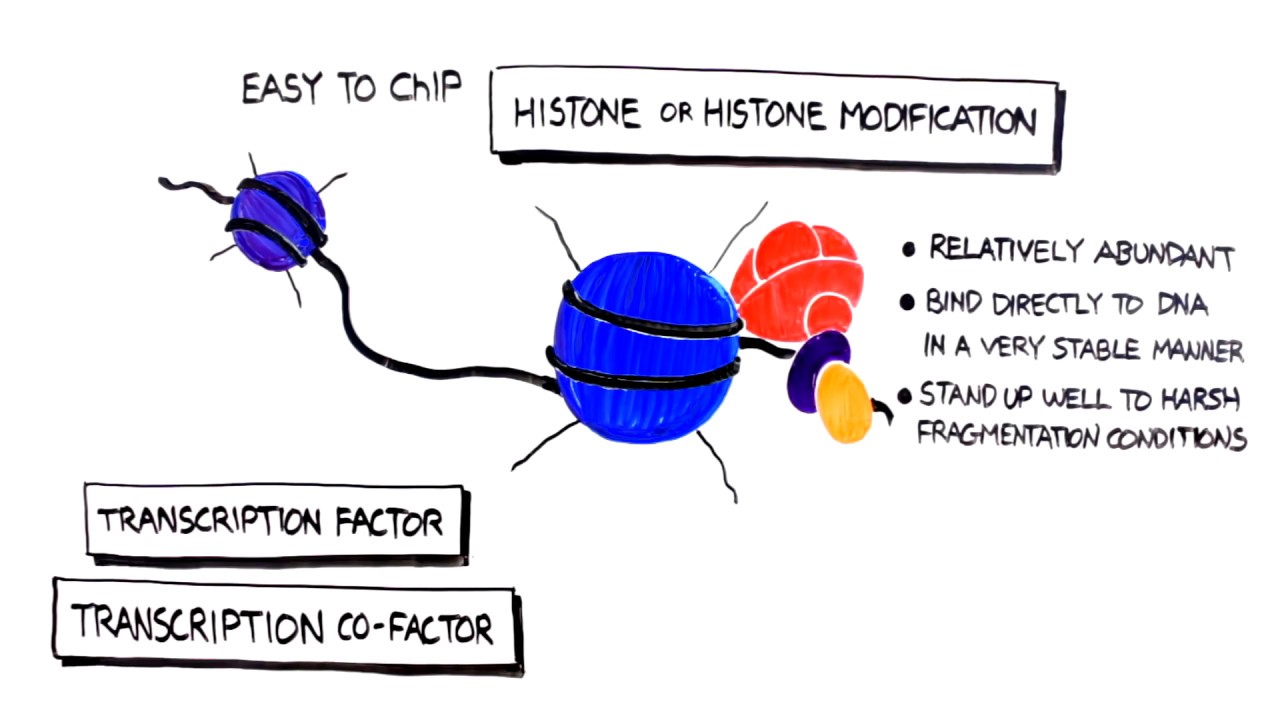 EASY TO ChIP
HISTONE OR HISTONE MODIFICATION
• RELATIVELY ABUNDANT
• BIND DIRECTLY TO DNA
IN A VERY STABLE MANNER
• STAND UP WELL TO HARSH
FRAGMENTATION CONDITIONS
TRANSCRIPTION FACTOR
TRANSCRIPTION CO-FACTOR